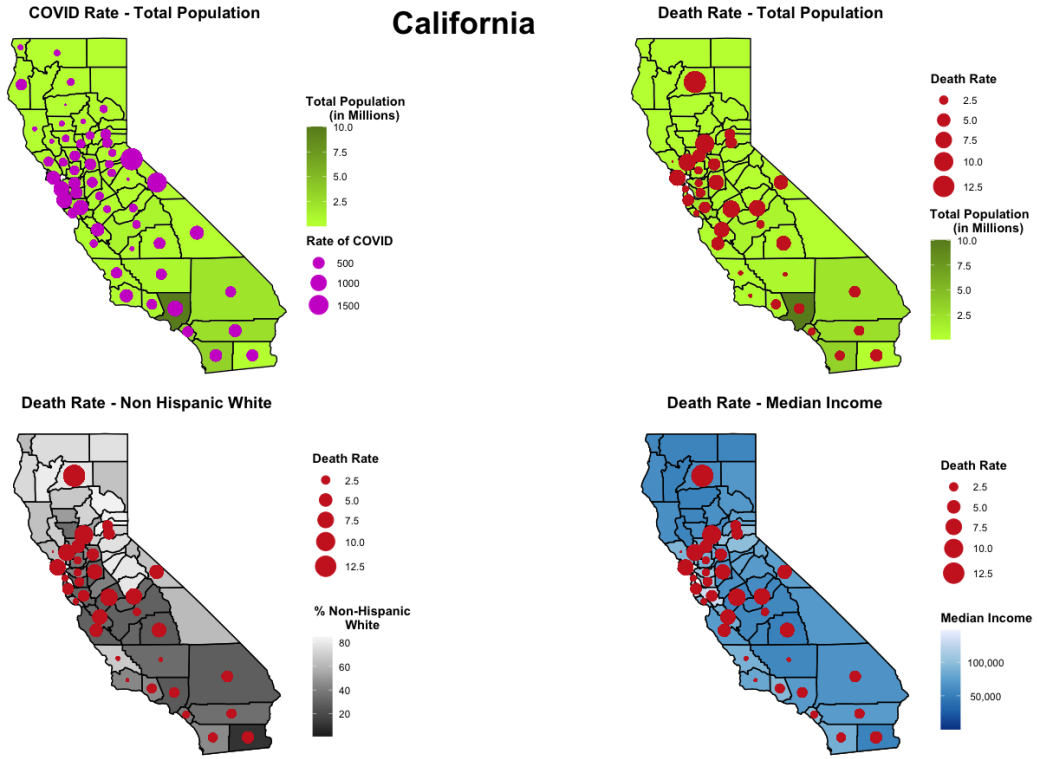 California
COVID Rate - Total Population
Total Population
(in Millions)
10.0
7.5
5.0
2.5
Rate of COVID
500
1000
1500
Death Rate - Total Population
Death Rate
2.5
5.0
7.5
10.0
12.5
Total Population
(in Millions)
10.0
7.5
5.0
2.5
Death Rate - Non Hispanic White
Death Rate
2.5
5.0
7.5
10.0
12.5
% Non-Hispanic
White
80
60
40
20
Death Rate - Median Income
Death Rate
2.5
5.0
7.5
10.0
12.5
Median Income
100,000
50,000